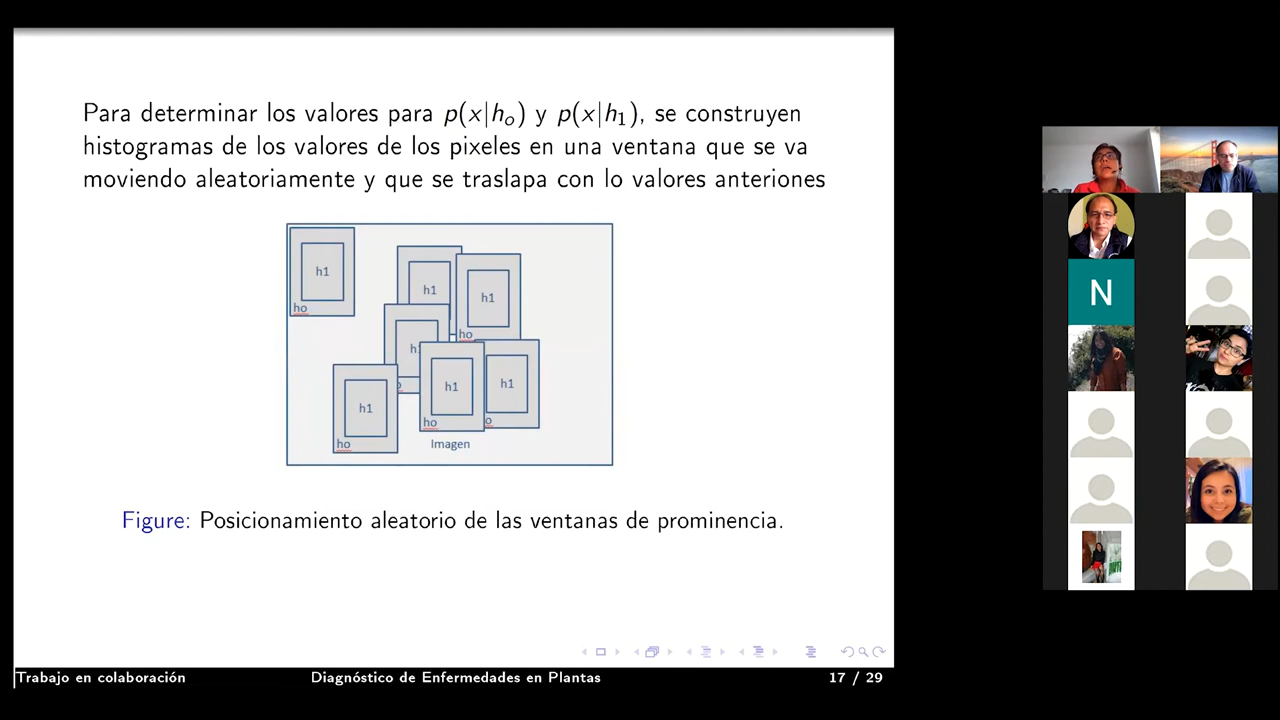 Para determinar los valores para p(x|h₀) y p(x|h₁), se construyen
histogramas de los valores de los pixeles en una ventana que se va
moviendo aleatoriamente y que se traslapa con lo valores anteriones
h1
ho
h1
h1
ho
h1
o
h1
ho
h1
o
h1
ho
Imagen
Figure: Posicionamiento aleatorio de las ventanas de prominencia.
N
Trabajo en colaboración
Diagnóstico de Enfermedades en Plantas
17 / 29